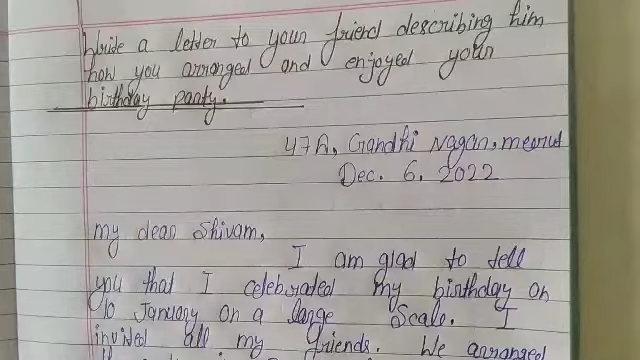 Write a letter to your friend describing him
how you arranged and enjoyed your
birthday party.
47A, Gandhi Nagar, meerut
Dec. 6. 2022
my dear Shivam,
I am glad to tell
you that I celebrated my birthday on
10 January on a large Scale. I
invited all my friends. We arranged